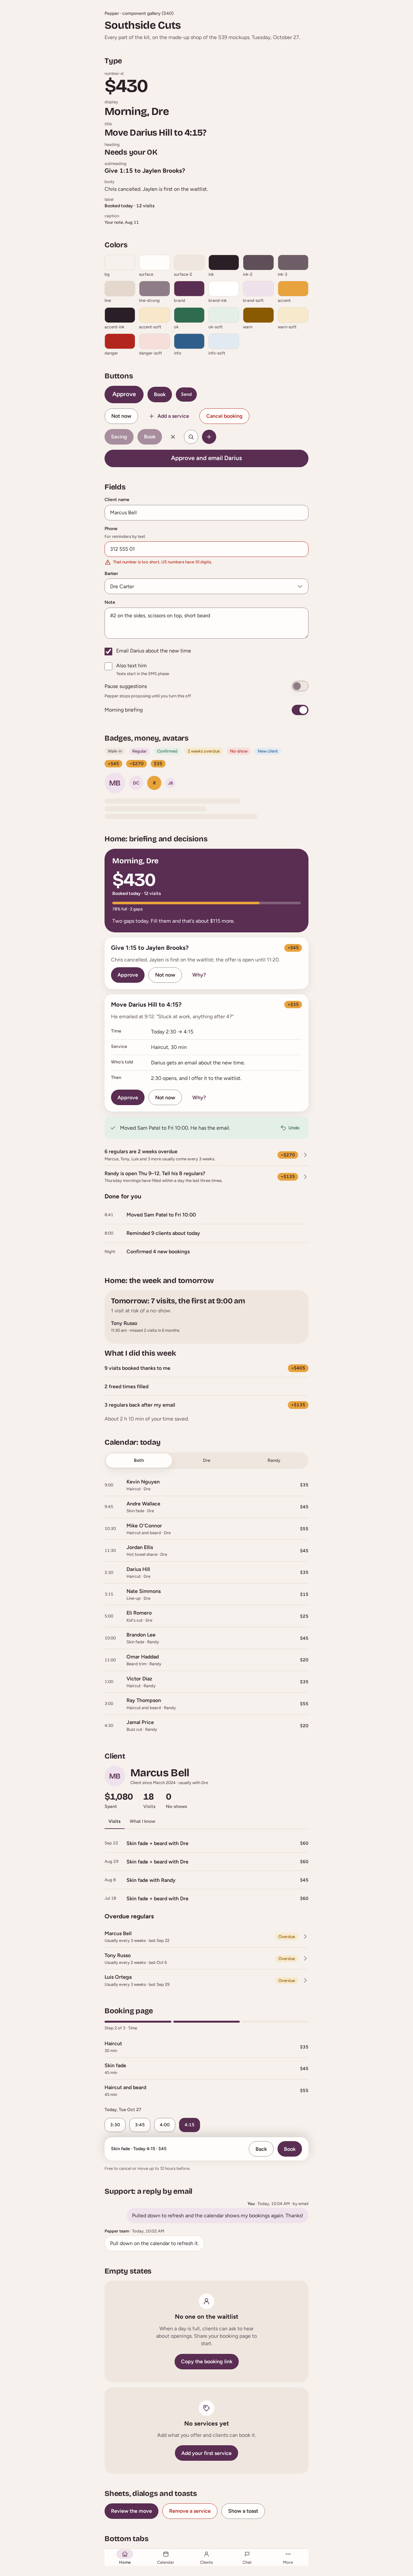 Pepper · component gallery (S40)
Southside Cuts
Every part of the kit, on the made-up shop of the S39 mockups. Tuesday, October 27.
Type
number-xl
$430
display
Morning, Dre
title
Move Darius Hill to 4:15?
heading
Needs your OK
subheading
Give 1:15 to Jaylen Brooks?
body
Chris cancelled. Jaylen is first on the waitlist.
label
Booked today · 12 visits
caption
Your note, Aug 11
Colors
bg surface surface-2 ink ink-2 ink-3
line line-strong brand brand-ink brand-soft accent
accent-ink accent-soft ok ok-soft warn warn-soft
danger danger-soft info info-soft
Buttons
Approve Book Send
Not now Add a service Cancel booking
Saving Book
Approve and email Darius
Fields
Client name
Marcus Bell
Phone
For reminders by text
312 555 01
That number is too short. US numbers have 10 digits.
Barber
Dre Carter
Note
#2 on the sides, scissors on top, short beard
Email Darius about the new time
Also text him
Texts start in the SMS phase
Pause suggestions
Pepper stops proposing until you turn this off
Morning briefing
Badges, money, avatars
Walk-in Regular Confirmed 2 weeks overdue No-show New client
+$45 ~$270 $35
MB DC R JB
Home: briefing and decisions
Morning, Dre
$430
Booked today · 12 visits
78% full · 2 gaps
Two gaps today. Fill them and that's about $115 more.
Give 1:15 to Jaylen Brooks? +$45
Chris cancelled. Jaylen is first on the waitlist; the offer is open until 11:20.
Approve Not now Why?
Move Darius Hill to 4:15? +$35
He emailed at 9:12: "Stuck at work, anything after 4?"
Time Today 2:30 → 4:15
Service Haircut, 30 min
Who's told Darius gets an email about the new time.
Then 2:30 opens, and I offer it to the waitlist.
Approve Not now Why?
Moved Sam Patel to Fri 10:00. He has the email. Undo
6 regulars are 2 weeks overdue ~$270
Marcus, Tony, Luis and 3 more usually come every 3 weeks.
Randy is open Thu 9–12. Tell his 8 regulars? ~$135
Thursday mornings have filled within a day the last three times.
Done for you
8:41 Moved Sam Patel to Fri 10:00
8:00 Reminded 9 clients about today
Night Confirmed 4 new bookings
Home: the week and tomorrow
Tomorrow: 7 visits, the first at 9:00 am
1 visit at risk of a no-show.
Tony Russo
11:30 am · missed 2 visits in 6 months
What I did this week
9 visits booked thanks to me +$405
2 freed times filled
3 regulars back after my email +$135
About 2 h 10 min of your time saved.
Calendar: today
Both Dre Randy
9:00 Kevin Nguyen $35
Haircut · Dre
9:45 Andre Wallace $45
Skin fade · Dre
10:30 Mike O'Connor $55
Haircut and beard · Dre
11:30 Jordan Ellis $45
Hot towel shave · Dre
2:30 Darius Hill $35
Haircut · Dre
3:15 Nate Simmons $15
Line-up · Dre
5:00 Eli Romero $25
Kid's cut · Dre
10:00 Brandon Lee $45
Skin fade · Randy
11:00 Omar Haddad $20
Beard trim · Randy
1:00 Victor Diaz $35
Haircut · Randy
3:00 Ray Thompson $55
Haircut and beard · Randy
4:30 Jamal Price $20
Buzz cut · Randy
Client
MB Marcus Bell
Client since March 2024 · usually with Dre
$1,080 18 0
Spent Visits No-shows
Visits What I know
Sep 22 Skin fade + beard with Dre $60
Aug 29 Skin fade + beard with Dre $60
Aug 8 Skin fade with Randy $45
Jul 18 Skin fade + beard with Dre $60
Overdue regulars
Marcus Bell Overdue
Usually every 3 weeks · last Sep 22
Tony Russo Overdue
Usually every 2 weeks · last Oct 6
Luis Ortega Overdue
Usually every 3 weeks · last Sep 29
Booking page
Step 2 of 3 · Time
Haircut $35
30 min
Skin fade $45
45 min
Haircut and beard $55
45 min
Today, Tue Oct 27
3:30 3:45 4:00 4:15
Skin fade · Today 4:15 · $45 Back Book
Free to cancel or move up to 12 hours before.
Support: a reply by email
You · Today, 10:04 AM · by email
Pulled down to refresh and the calendar shows my bookings again. Thanks!
Pepper team · Today, 10:02 AM
Pull down on the calendar to refresh it.
Empty states
No one on the waitlist
When a day is full, clients can ask to hear
about openings. Share your booking page to
start.
Copy the booking link
No services yet
Add what you offer and clients can book it.
Add your first service
Sheets, dialogs and toasts
Review the move Remove a service Show a toast
Bottom tabs
Home Calendar Clients Chat More